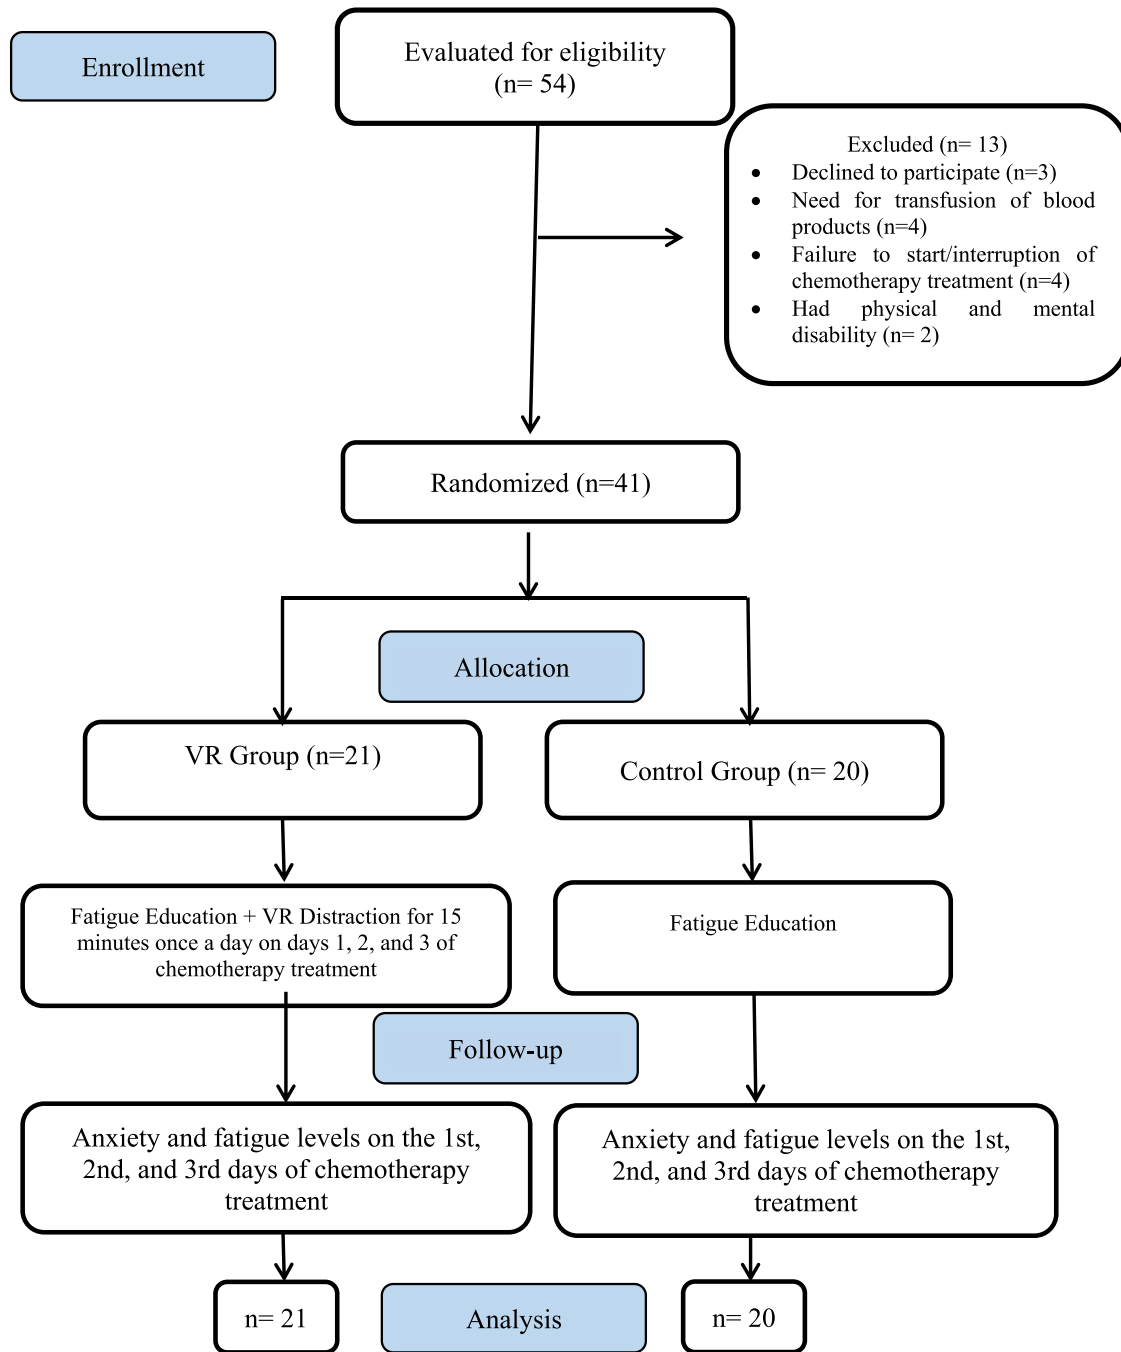 Enrollment
Evaluated for eligibility
(n= 54)
Excluded (n= 13)
• Declined to participate (n=3)
• Need for transfusion of blood
products (n=4)
• Failure to start/interruption of
chemotherapy treatment (n=4)
• Had physical and mental
disability (n= 2)
Randomized (n=41)
Allocation
VR Group (n=21)
Control Group (n= 20)
Fatigue Education + VR Distraction for 15
minutes once a day on days 1, 2, and 3 of
chemotherapy treatment
Fatigue Education
Follow-up
Anxiety and fatigue levels on the 1st,
2nd, and 3rd days of chemotherapy
treatment
Anxiety and fatigue levels on the 1st,
2nd, and 3rd days of chemotherapy
treatment
n= 21
Analysis
n= 20